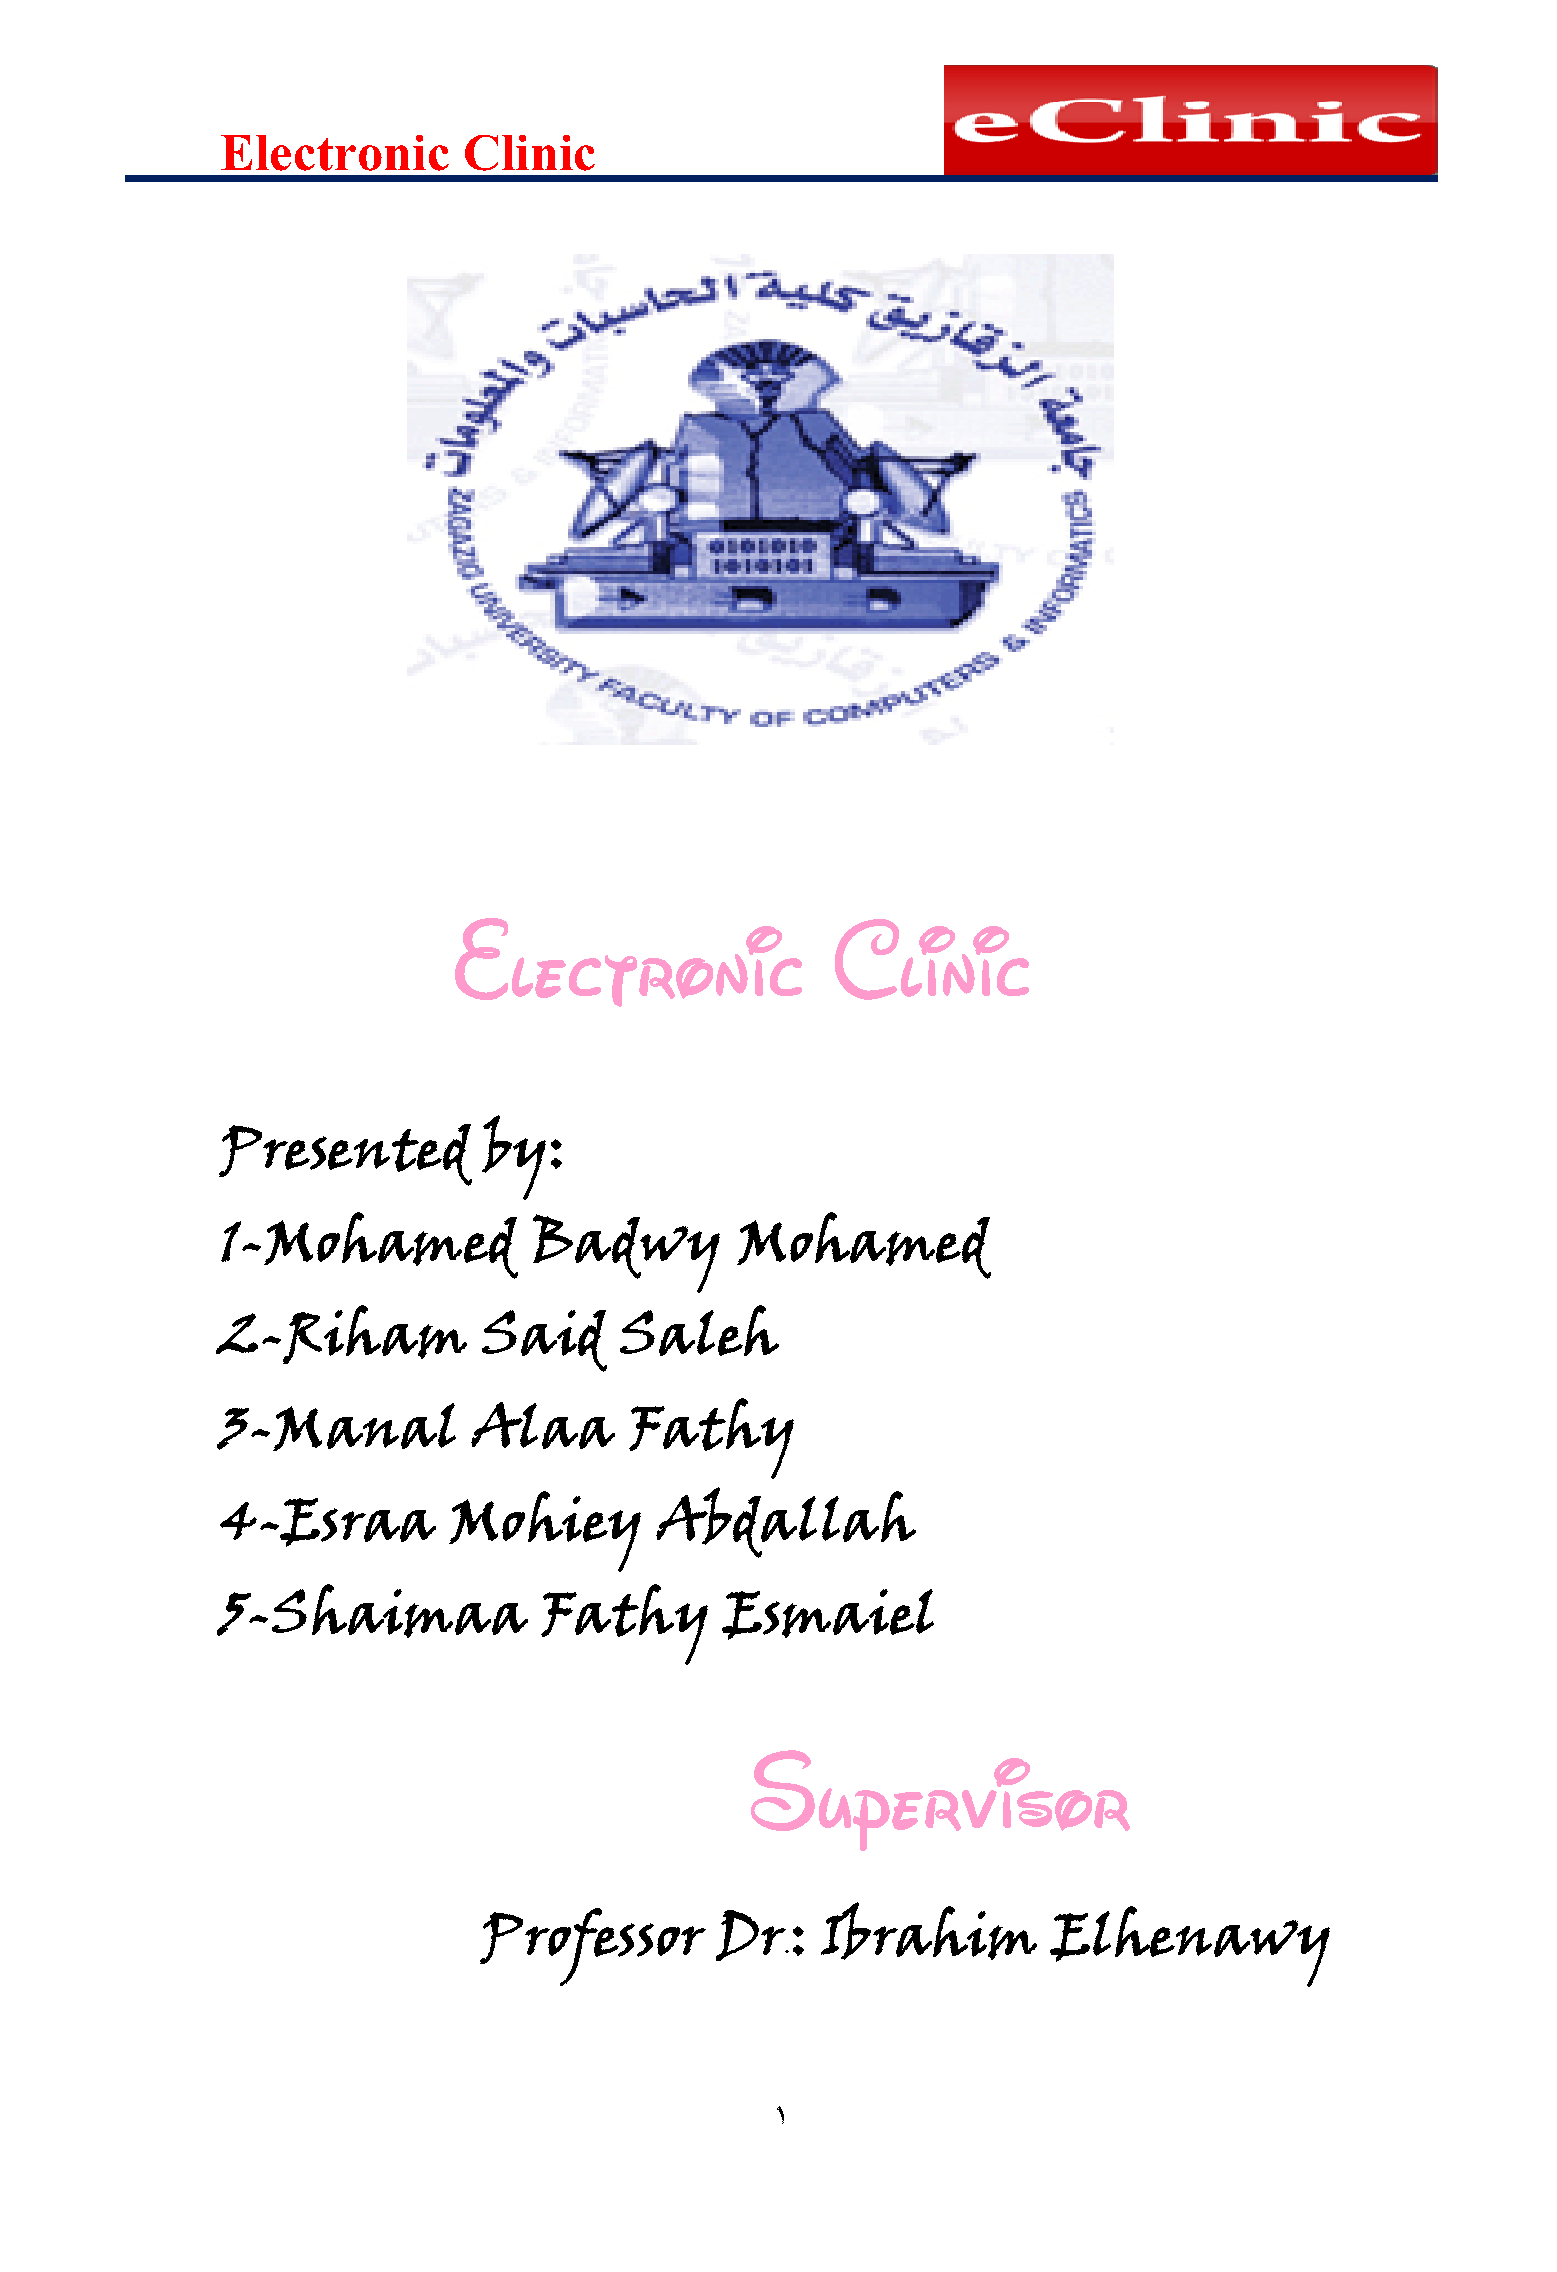 Electronic Clinic
eClinic
جامعة الزقازيق كلية الحاسبات والمعلومات
0101010
1010101
ZAGAZIG UNIVERSITY FACULTY OF COMPUTERS & INFORMATICS
Electronic Clinic
Presented by:
1-Mohamed Badwy Mohamed
2-Riham Said Saleh
3-Manal Alaa Fathy
4-Esraa Mohiey Abdallah
5-Shaimaa Fathy Esmaiel
Supervisor
Professor Dr.: Ibrahim Elhenawy
١